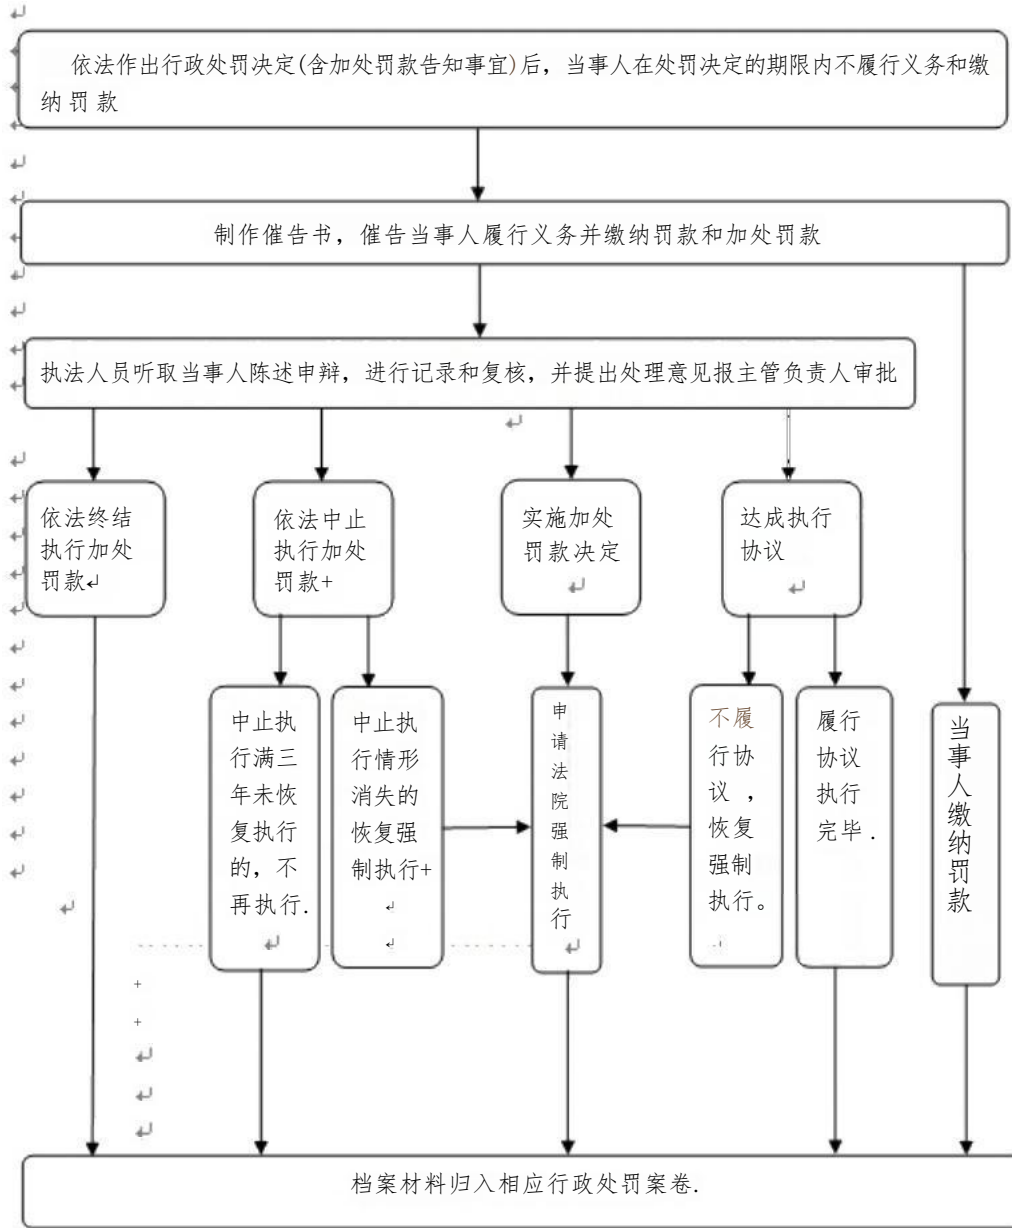 依法作出行政处罚决定(含加处罚款告知事宜)后，当事人在处罚决定的期限内不履行义务和缴
纳罚款
制作催告书，催告当事人履行义务并缴纳罚款和加处罚款
执法人员听取当事人陈述申辩，进行记录和复核，并提出处理意见报主管负责人审批
依法终结
执行加处
罚款↲
依法中止
执行加处
罚款+
实施加处
罚款决定
达成执行
协议
中止执
行满三
年未恢
复执行
的，不
再执行.
中止执
行情形
消失的
恢复强
制执行+
申
请
法
院
强
制
执
行
不履
行协
议，
恢复
强制
执行。
履行
协议
执行
完毕.
当
事
人
缴
纳
罚
款
档案材料归入相应行政处罚案卷.